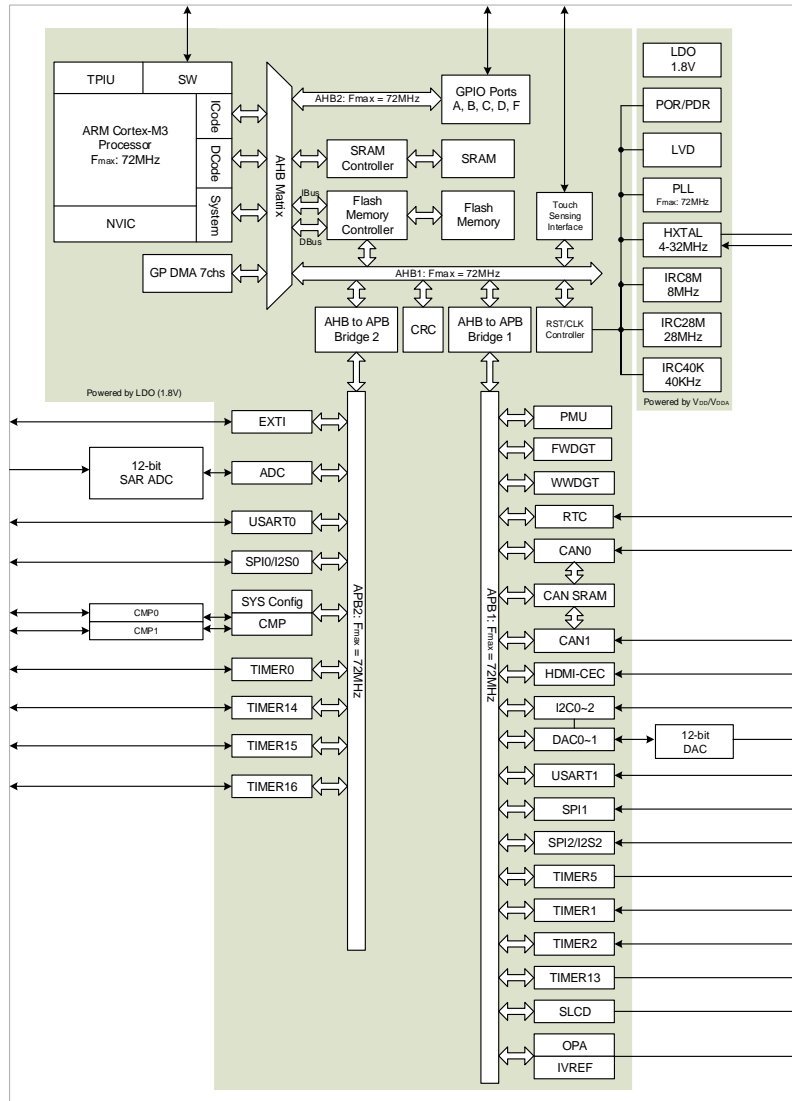 TPIU
SW
ARM Cortex-M3
Processor
Fmax: 72MHz
NVIC
ICode
DCode
System
GP DMA 7chs
AHB Matrix
AHB2: Fmax = 72MHz
GPIO Ports
A, B, C, D, F
SRAM
Controller
SRAM
IBus
DBus
Flash
Memory
Controller
Flash
Memory
Touch
Sensing
Interface
AHB1: Fmax = 72MHz
AHB to APB
Bridge 2
CRC
AHB to APB
Bridge 1
RST/CLK
Controller
LDO
1.8V
POR/PDR
LVD
PLL
Fmax: 72MHz
HXTAL
4-32MHz
IRC8M
8MHz
IRC28M
28MHz
IRC40K
40KHz
Powered by VDD/VDDA
Powered by LDO (1.8V)
EXTI
12-bit
SAR ADC
ADC
USART0
SPI0/I2S0
CMP0
CMP1
SYS Config
CMP
TIMER0
TIMER14
TIMER15
TIMER16
APB2: Fmax = 72MHz
APB1: Fmax = 72MHz
PMU
FWDGT
WWDGT
RTC
CAN0
CAN SRAM
CAN1
HDMI-CEC
I2C0~2
DAC0~1
12-bit
DAC
USART1
SPI1
SPI2/I2S2
TIMER5
TIMER1
TIMER2
TIMER13
SLCD
OPA
IVREF